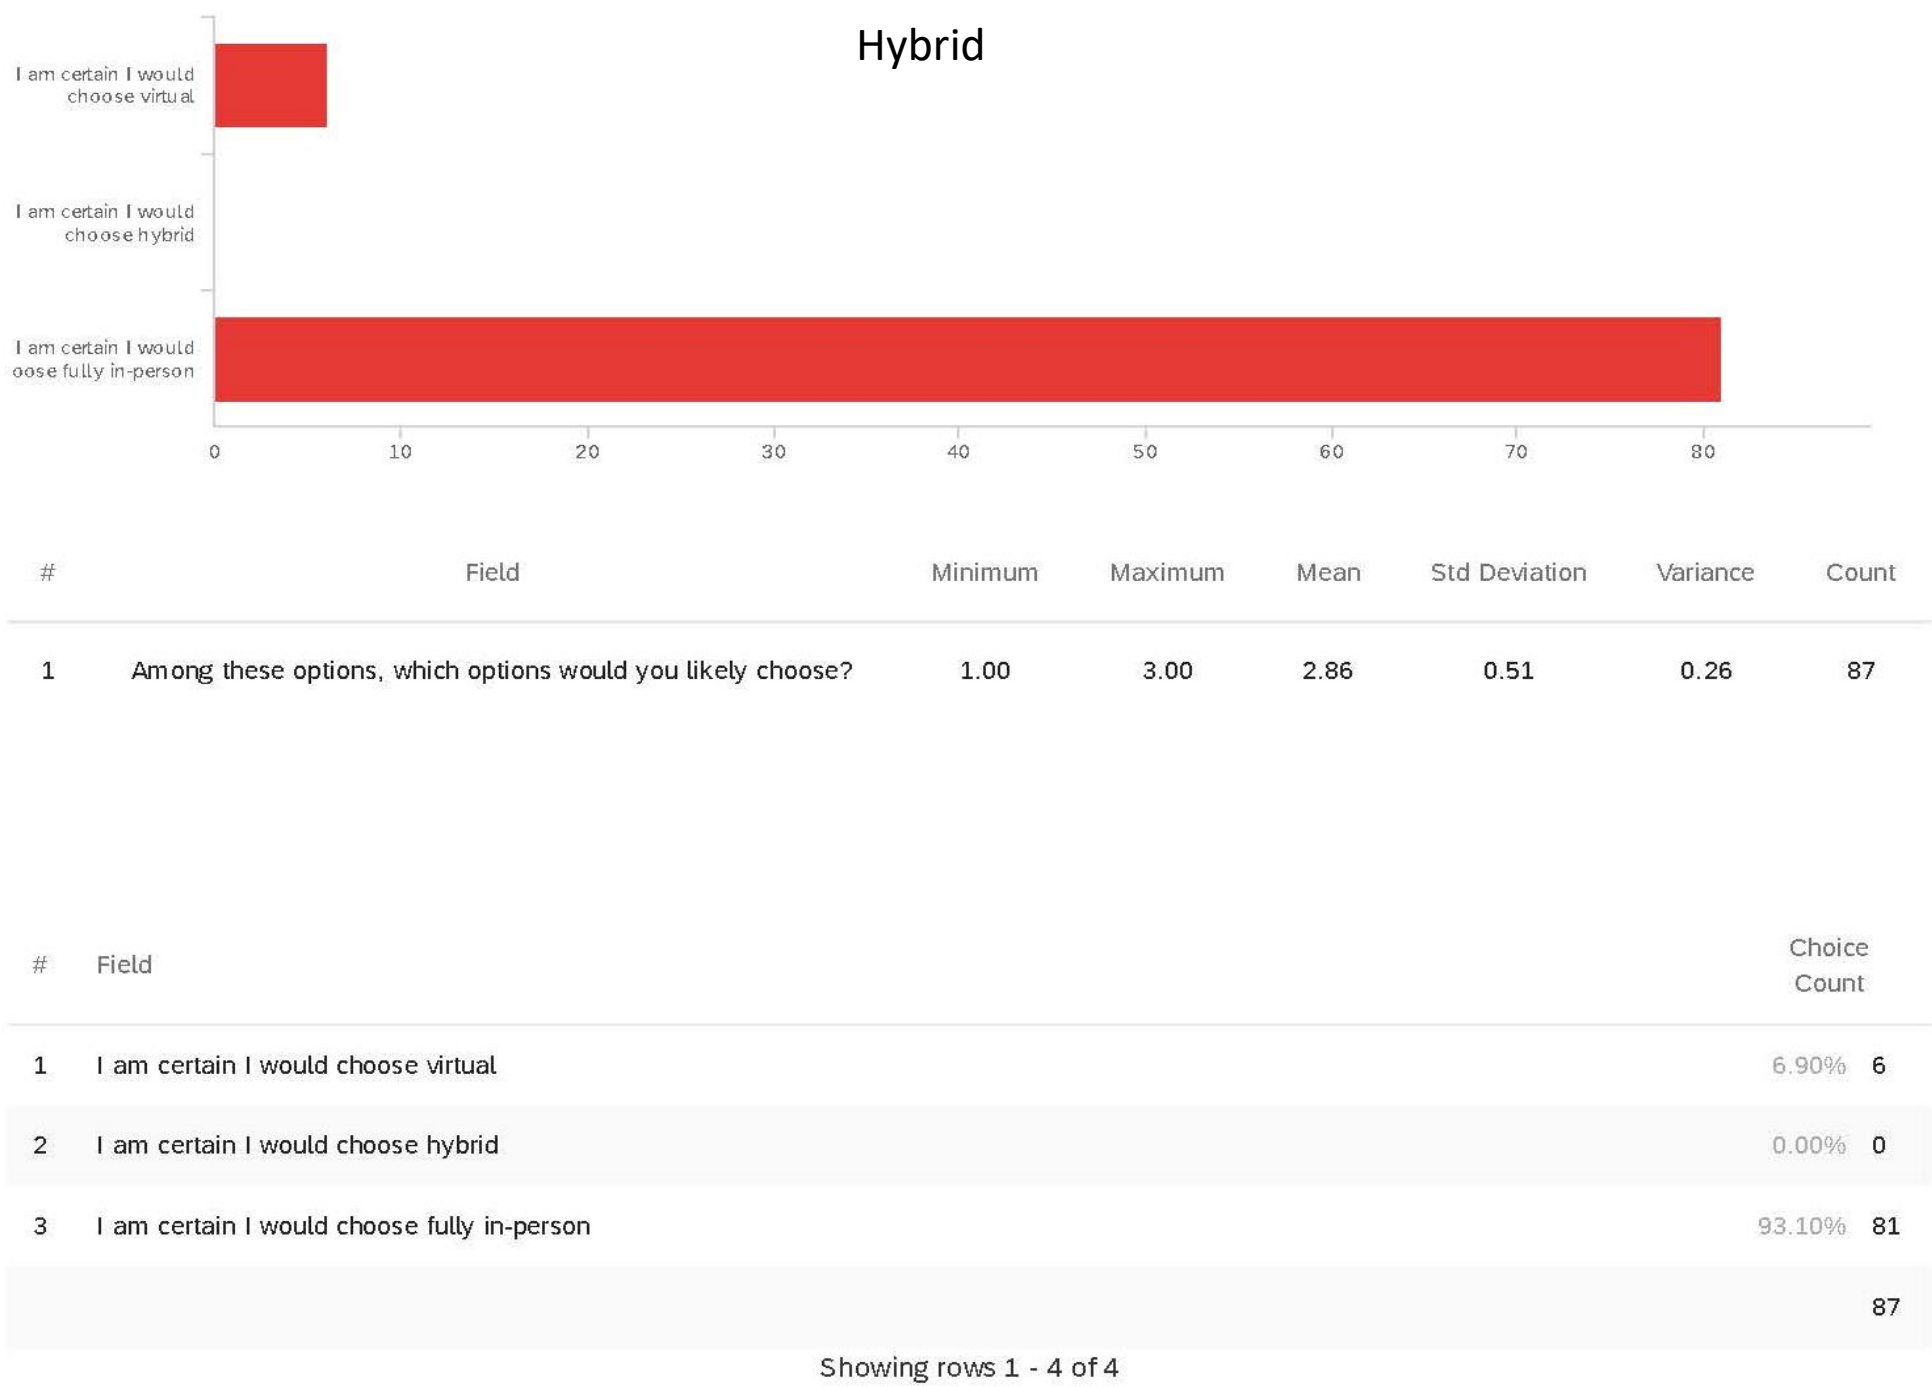 Hybrid
I am certain I would
choose virtual
I am certain I would
choose hybrid
I am certain I would
oose fully in-person
0 10 20 30 40 50 60 70 80
# Field Minimum Maximum Mean Std Deviation Variance Count
1 Among these options, which options would you likely choose? 1.00 3.00 2.86 0.51 0.26 87
# Field Choice
Count
1 I am certain I would choose virtual 6.90% 6
2 I am certain I would choose hybrid 0.00% 0
3 I am certain I would choose fully in-person 93.10% 81
87
Showing rows 1 - 4 of 4